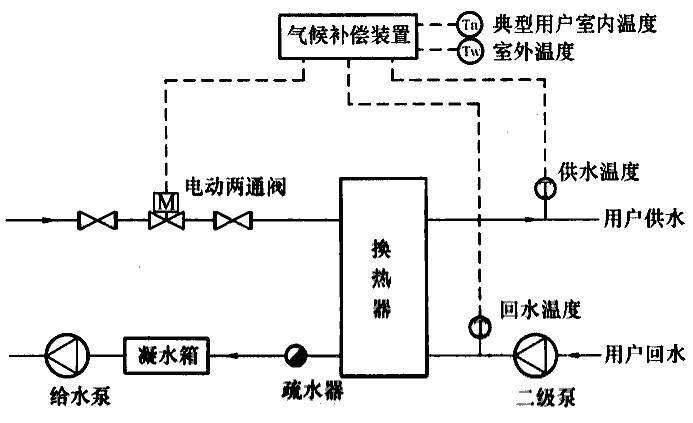 气候补偿装置
Tn 典型用户室内温度
Tw 室外温度
电动两通阀
M
供水温度
T
用户供水
换热器
回水温度
T
用户回水
凝水箱
给水泵
疏水器
二级泵